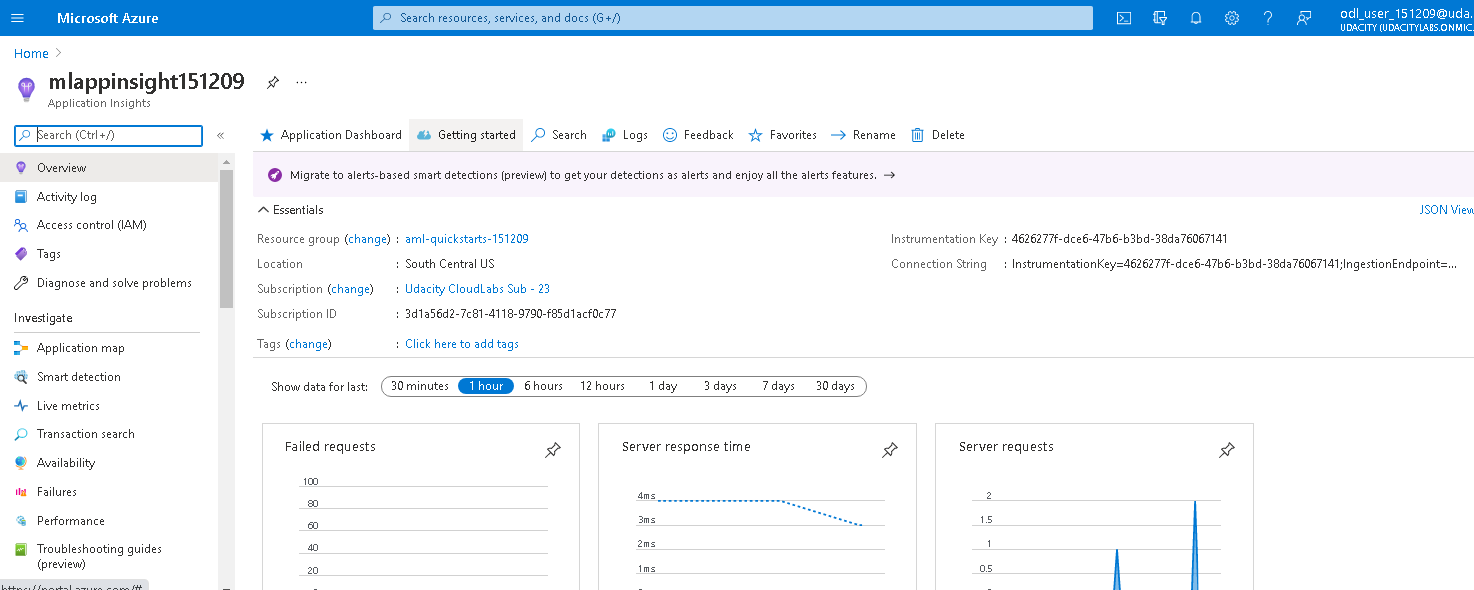 Microsoft Azure
Search resources, services, and docs (G+/)
odl_user_151209@uda.
UDACITY (UDACITYLABS.ONMIC.
Home
mlappinsight151209
...
Application Insights
Search (Ctrl+/)
«
Overview
Activity log
Access control (IAM)
Tags
Diagnose and solve problems
Investigate
Application map
Smart detection
Live metrics
Transaction search
Availability
Failures
Performance
Troubleshooting guides
(preview)
https://portal.azure.com/#
Application Dashboard
Getting started
Search
Logs
Feedback
Favorites
Rename
Delete
Migrate to alerts-based smart detections (preview) to get your detections as alerts and enjoy all the alerts features. →
Essentials
JSON View
Resource group (change) : aml-quickstarts-151209
Location : South Central US
Subscription (change) : Udacity CloudLabs Sub - 23
Subscription ID : 3d1a56d2-7c81-4118-9790-f85d1acf0c77
Tags (change) : Click here to add tags
Instrumentation Key : 4626277f-dce6-47b6-b3bd-38da76067141
Connection String : InstrumentationKey=4626277f-dce6-47b6-b3bd-38da76067141;IngestionEndpoint=...
Show data for last: 30 minutes 1 hour 6 hours 12 hours 1 day 3 days 7 days 30 days
Failed requests
100
80
60
40
20
Server response time
4ms
3ms
2ms
1ms
Server requests
2
1.5
1
0.5